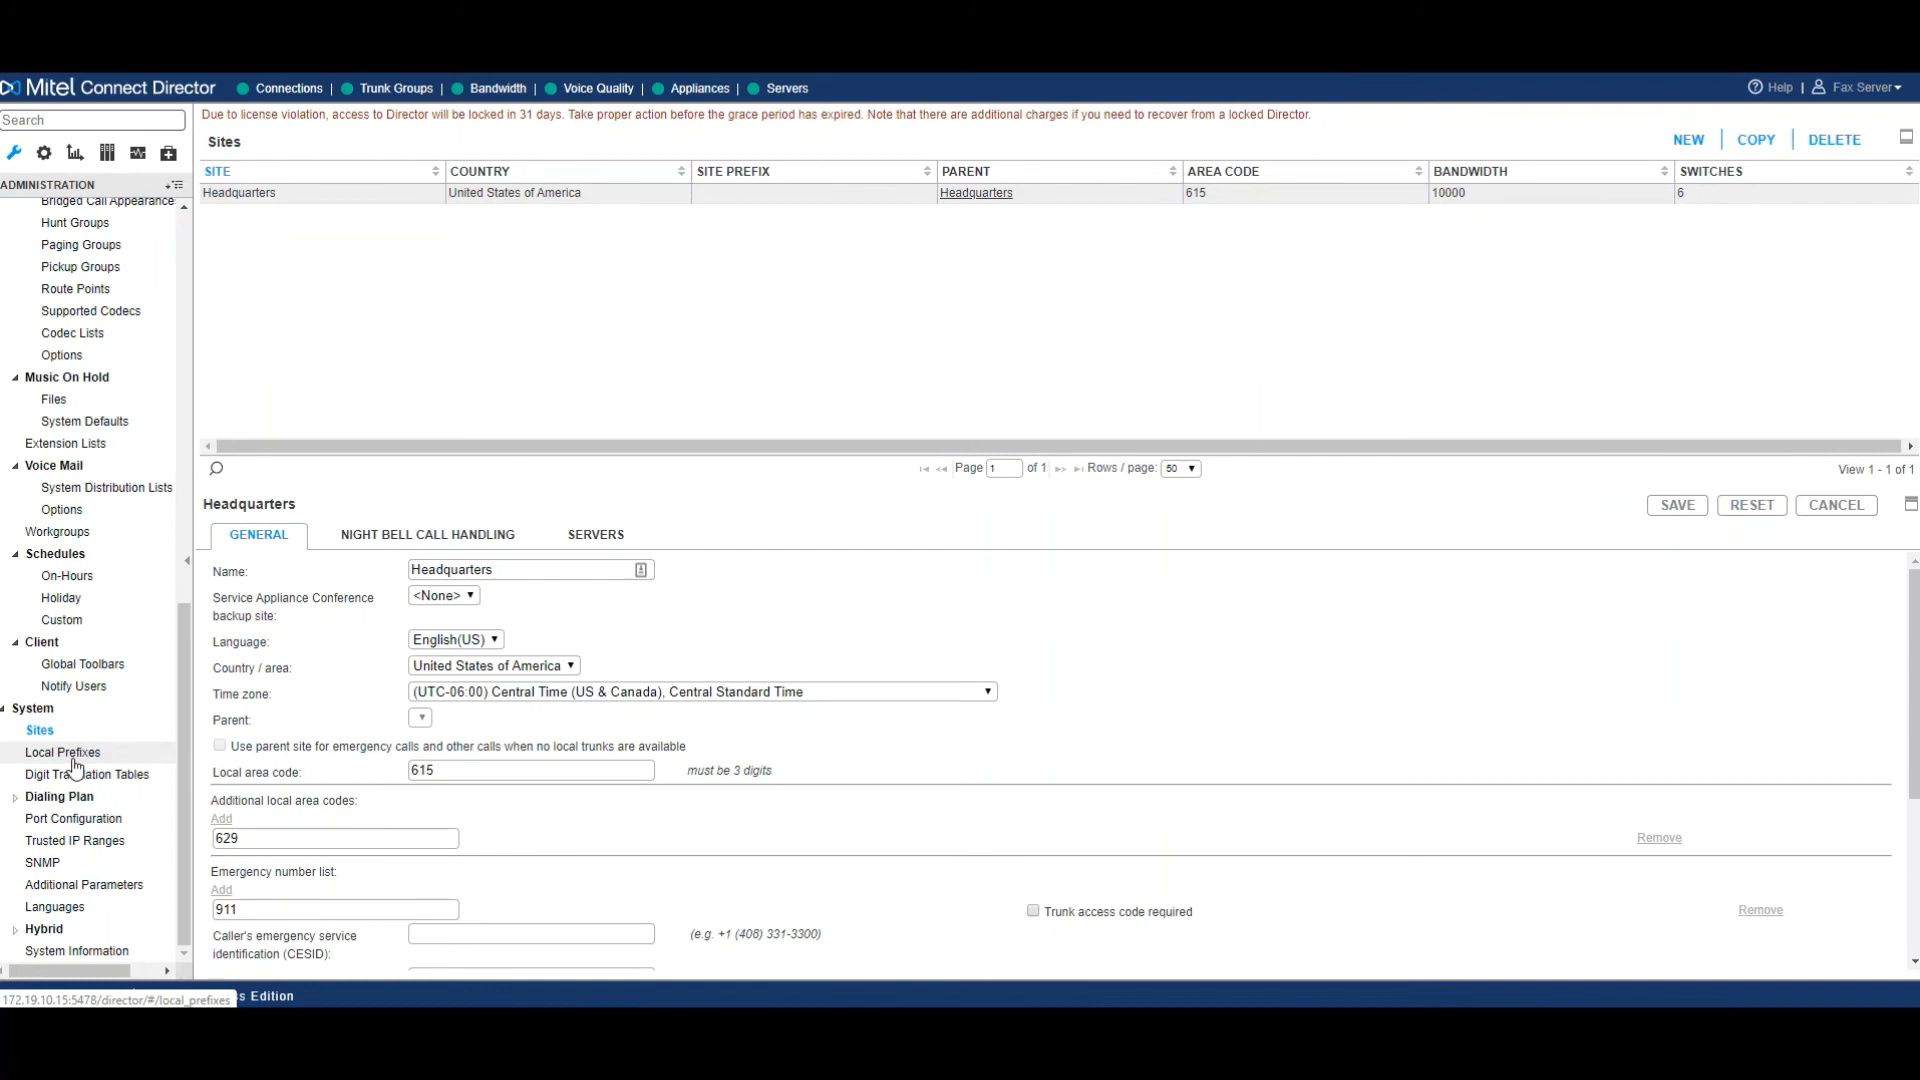 Mitel Connect Director
Connections | Trunk Groups | Bandwidth | Voice Quality | Appliances | Servers
Help | Fax Server
Search
Due to license violation, access to Director will be locked in 31 days. Take proper action before the grace period has expired. Note that there are additional charges if you need to recover from a locked Director.
Sites
NEW | COPY | DELETE
SITE COUNTRY SITE PREFIX PARENT AREA CODE BANDWIDTH SWITCHES
Headquarters United States of America Headquarters 615 10000 6
ADMINISTRATION
Bridged Call Appearance
Hunt Groups
Paging Groups
Pickup Groups
Route Points
Supported Codecs
Codec Lists
Options
Music On Hold
Files
System Defaults
Extension Lists
Voice Mail
System Distribution Lists
Options
Workgroups
Schedules
On-Hours
Holiday
Custom
Client
Global Toolbars
Notify Users
System
Sites
Local Prefixes
Digit Translation Tables
Dialing Plan
Port Configuration
Trusted IP Ranges
SNMP
Additional Parameters
Languages
Hybrid
System Information
Page 1 of 1 Rows / page: 50
View 1 - 1 of 1
Headquarters
SAVE RESET CANCEL
GENERAL NIGHT BELL CALL HANDLING SERVERS
Name: Headquarters
Service Appliance Conference
backup site: <None>
Language: English(US)
Country / area: United States of America
Time zone: (UTC-06:00) Central Time (US & Canada), Central Standard Time
Parent:
Use parent site for emergency calls and other calls when no local trunks are available
Local area code: 615 must be 3 digits
Additional local area codes:
Add
629 Remove
Emergency number list:
Add
911 Trunk access code required Remove
Caller's emergency service
identification (CESID): (e.g. +1 (408) 331-3300)
172.19.10.15:5478/director/#/local_prefixes
s Edition